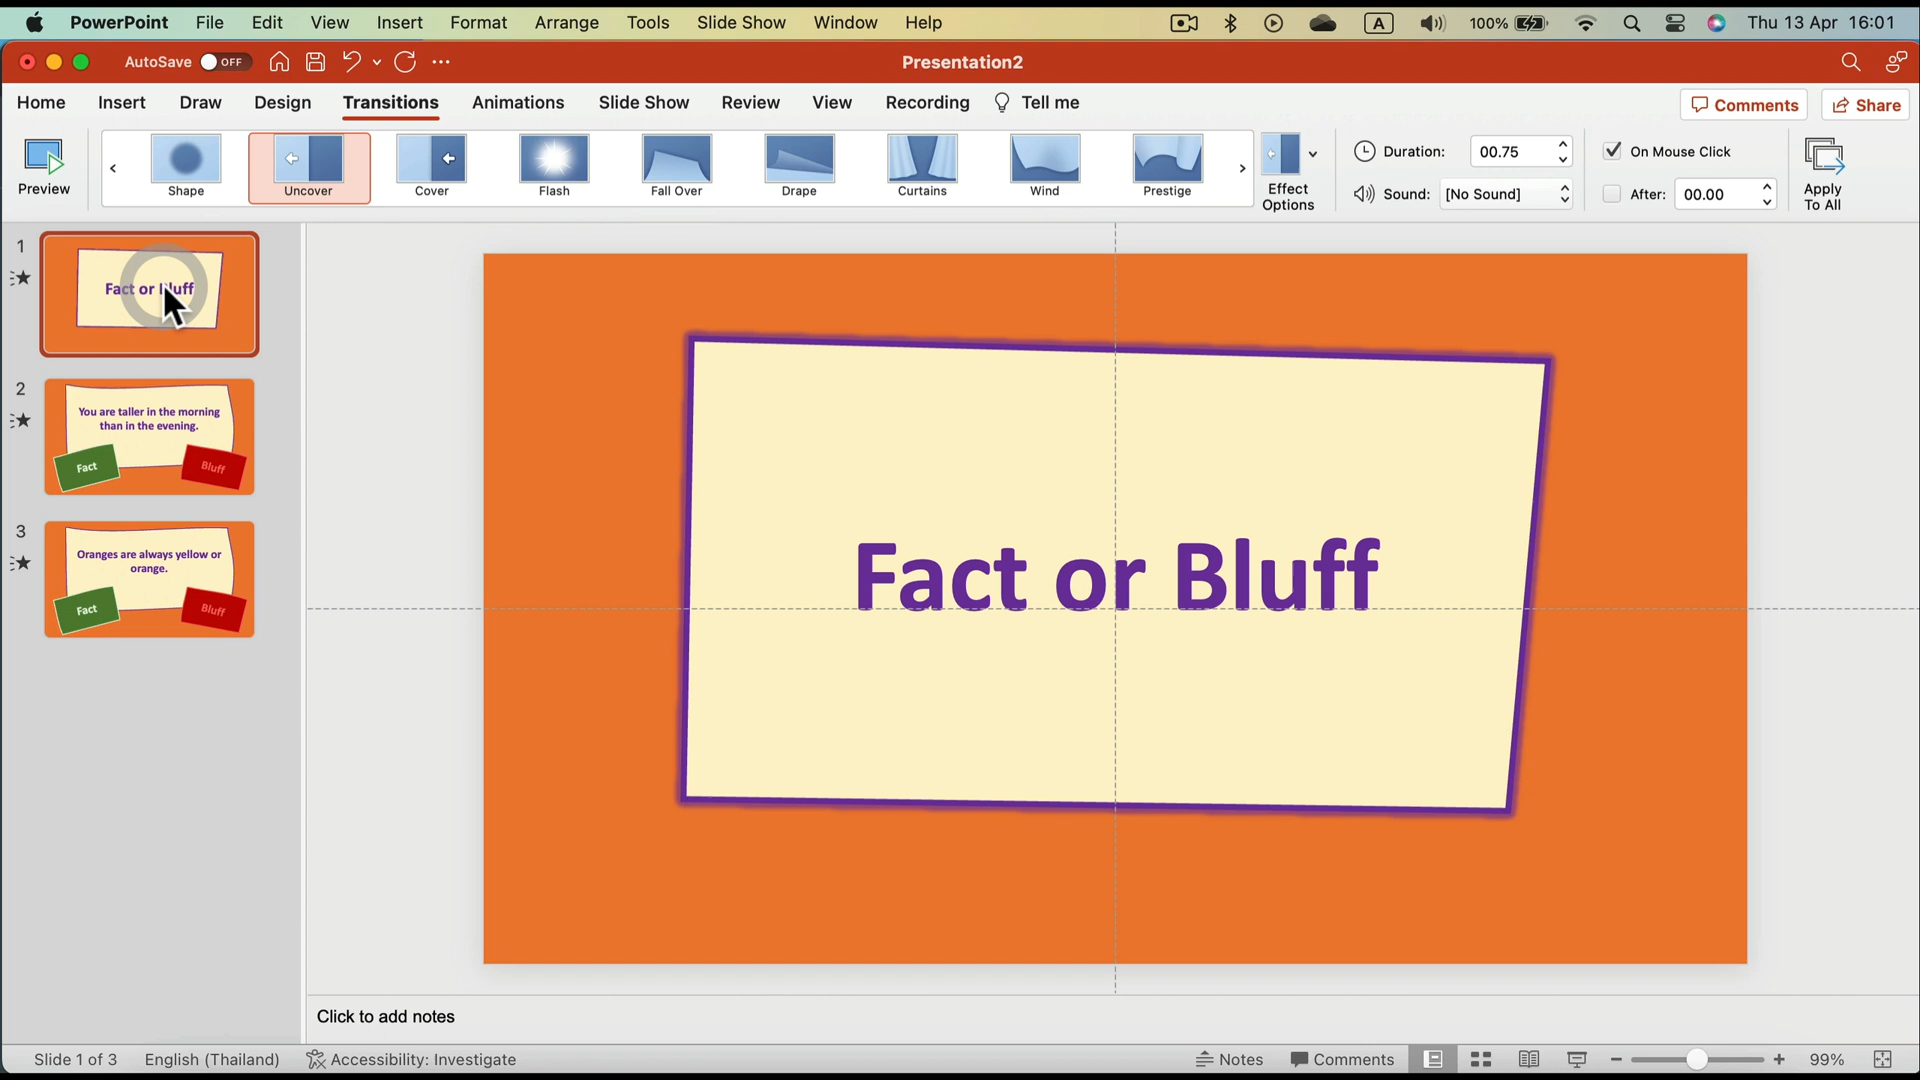 PowerPoint File Edit View Insert Format Arrange Tools Slide Show Window Help A 100% Thu 13 Apr 16:01
AutoSave OFF ... Presentation2
Home Insert Draw Design Transitions Animations Slide Show Review View Recording Tell me Comments Share
Preview
Shape Uncover Cover Flash Fall Over Drape Curtains Wind Prestige
Effect
Options
Duration: 00.75
Sound: [No Sound]
On Mouse Click
After: 00.00
Apply
To All
1
Fact or Bluff
2
You are taller in the morning
than in the evening.
Fact Bluff
3
Oranges are always yellow or
orange.
Fact Bluff
Fact or Bluff
Click to add notes
Slide 1 of 3 English (Thailand) Accessibility: Investigate Notes Comments 99%